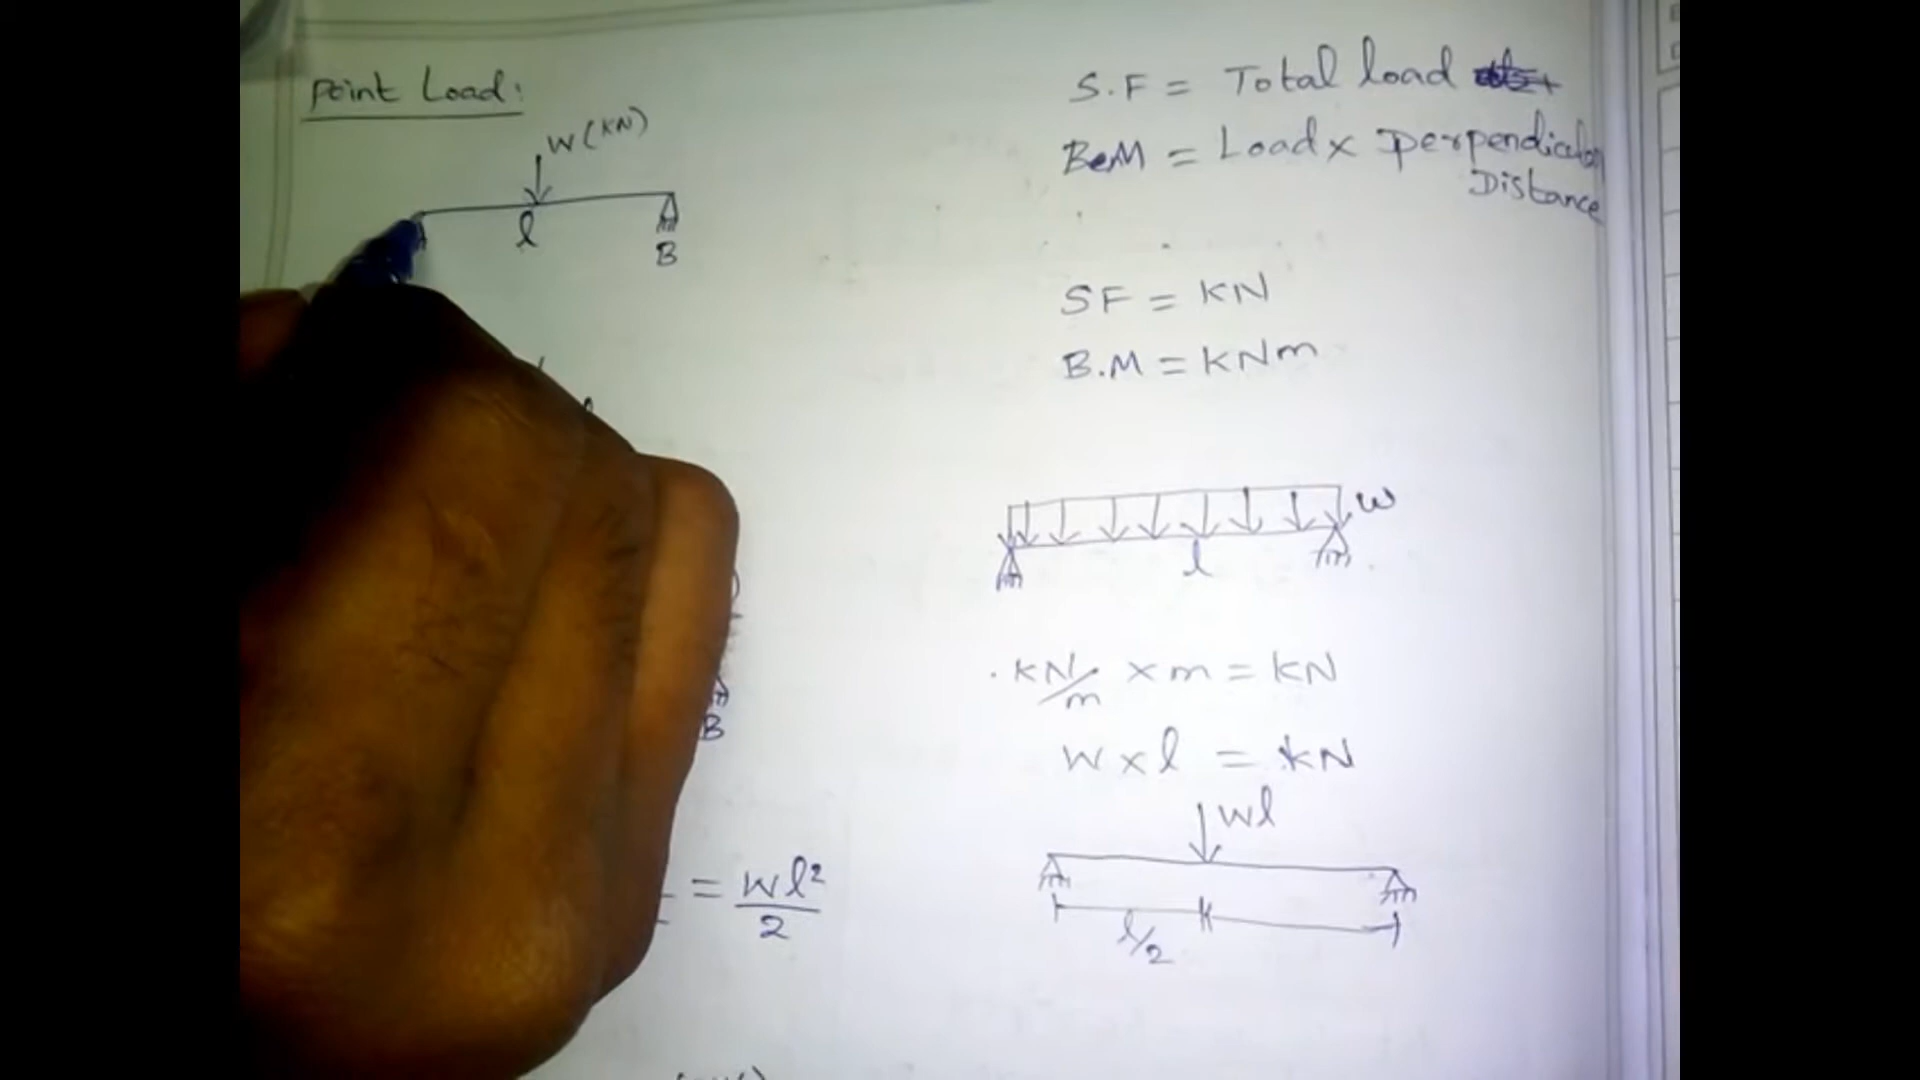 Point Load:
W (KN)
l
B
B
= Wl²/2
S.F = Total load
BeM = Load x Perpendicular
Distance
SF = KN
B.M = KNm
w
l
KN/m x m = KN
W x l = KN
Wl
l/2